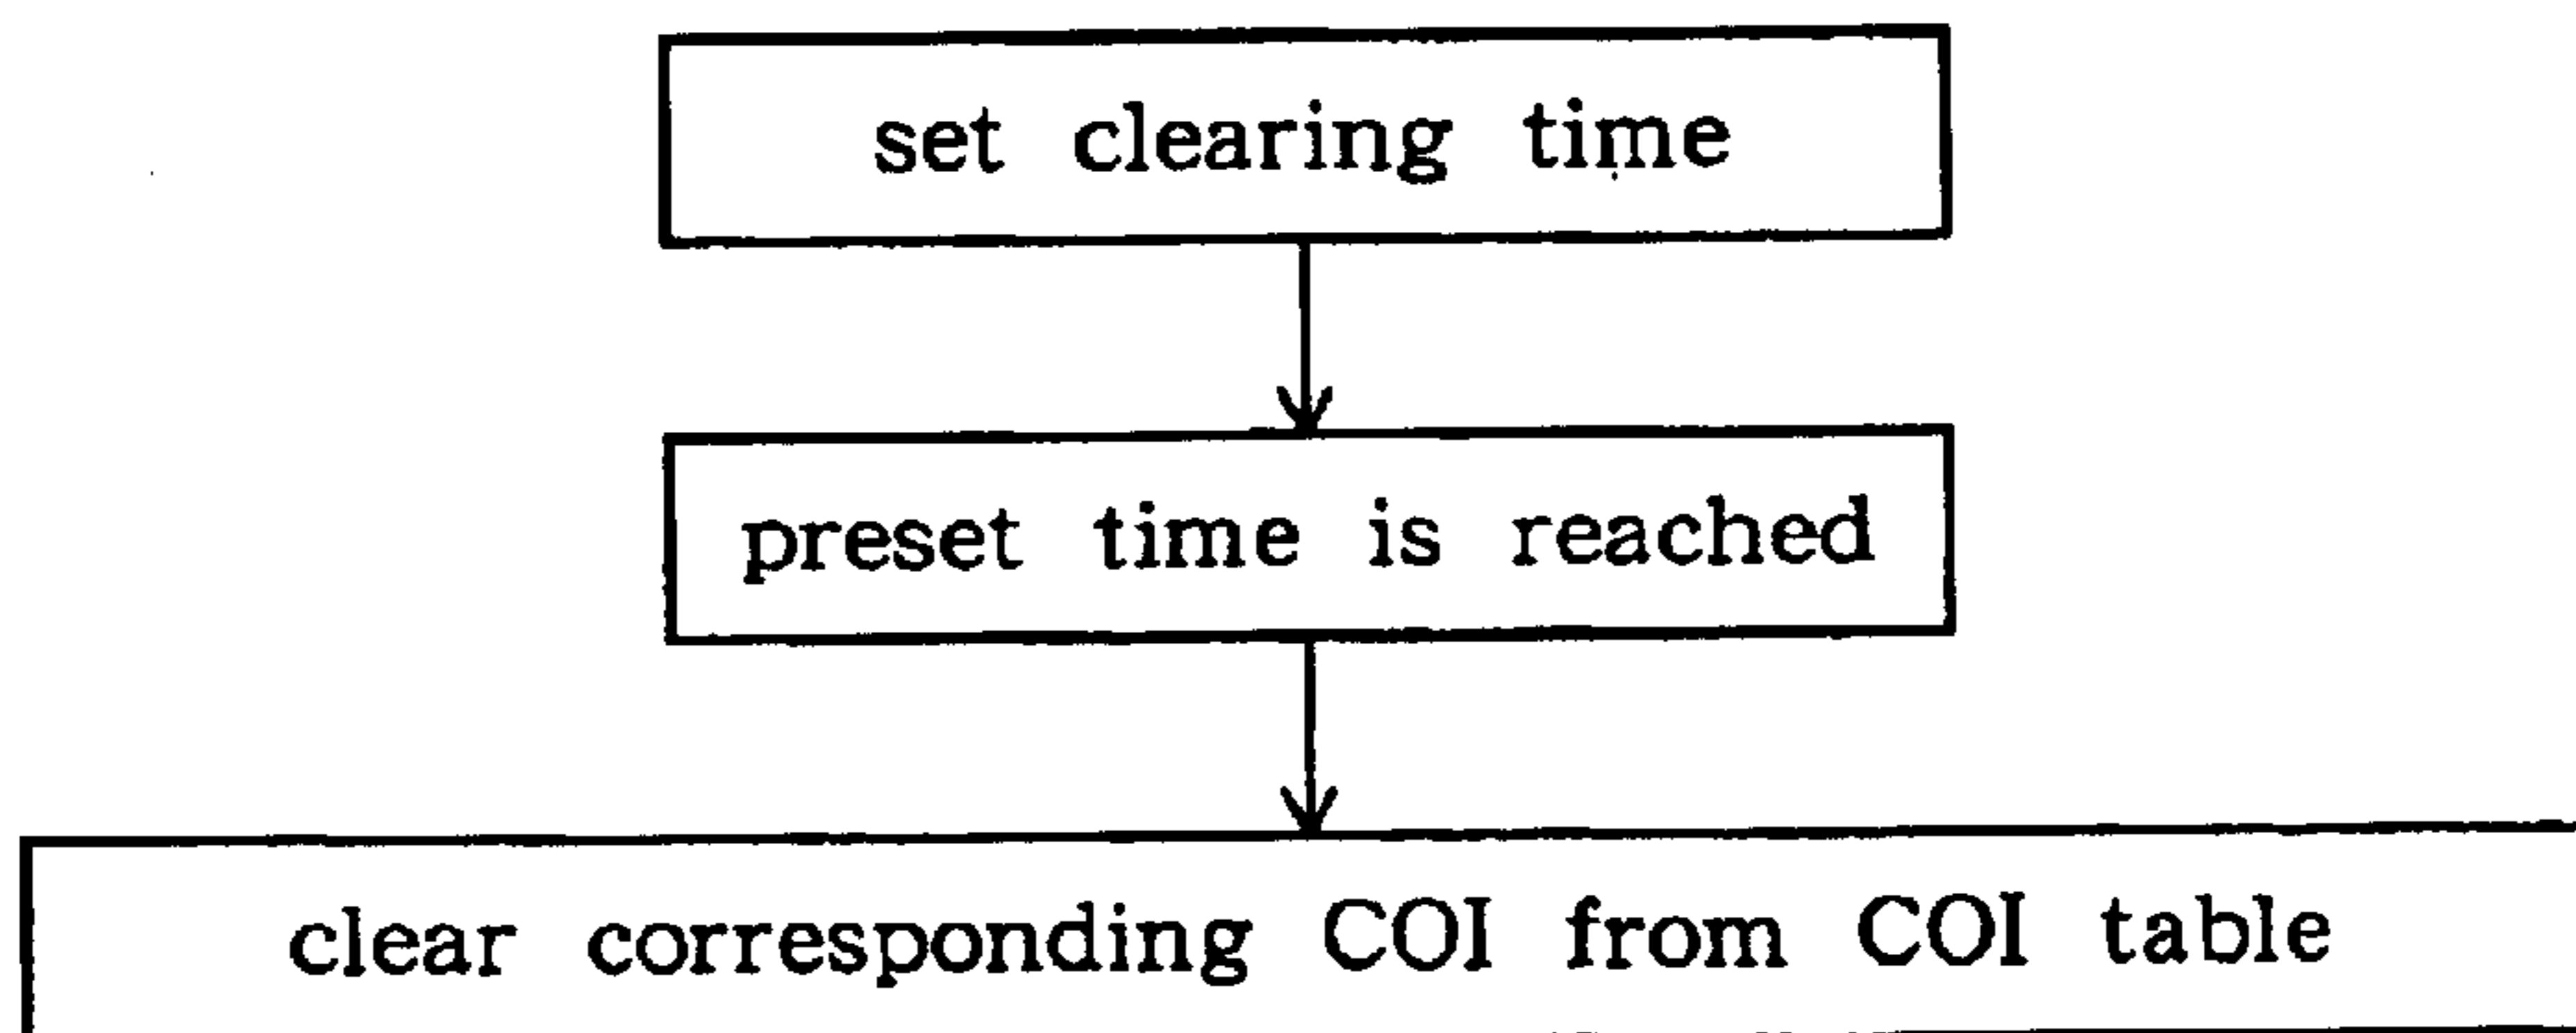 set clearing time
preset time is reached
clear corresponding COI from COI table